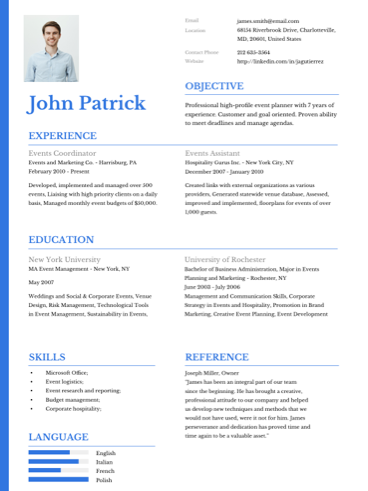 Email james.smith@email.com
Location 68514 Riverbrook Drive, Charlotteville,
MD, 20601, United States
Contact Phone 212 635-2564
Website http://linkedin.com/in/jagutierrez
John Patrick
OBJECTIVE
Professional high-profile event planner with 7 years of
experience. Customer and goal oriented. Proven ability
to meet deadlines and manage agendas.
EXPERIENCE
Events Coordinator
Events and Marketing Co. - Harrisburg, PA
February 2010 - Present
Developed, implemented and managed over 500
events, Liaising with high priority clients on a daily
basis, Managed monthly event budgets of $50,000.
Events Assistant
Hospitality Gurus Inc. - New York City, NY
December 2007 - January 2010
Created links with external organizations as various
providers, Generated statewide venue database, Assessed,
improved and implemented, floorplans for events of over
1,000 guests.
EDUCATION
New York University
MA Event Management - New York, NY
May 2007
Weddings and Social & Corporate Events, Venue
Design, Risk Management, Technological Tools
in Event Management, Sustainability in Events,
University of Rochester
Bachelor of Business Administration, Major in Events
Planning and Marketing - Rochester, NY
June 2002 - July 2006
Management and Communication Skills, Corporate
Strategy in Events and Hospitality, Promotion in Brand
Marketing, Creative Event Planning, Event Development
SKILLS
• Microsoft Office;
• Event logistics;
• Event research and reporting;
• Budget management;
• Corporate hospitality;
LANGUAGE
English
Italian
French
Polish
REFERENCE
Joseph Miller, Owner
"James has been an integral part of our team
since the beginning. He has brought a creative,
professional attitude to our company and helped
us develop new techniques and methods that we
would not have used, were it not for him. James
perseverance and dedication has proved time and
time again to be a valuable asset."